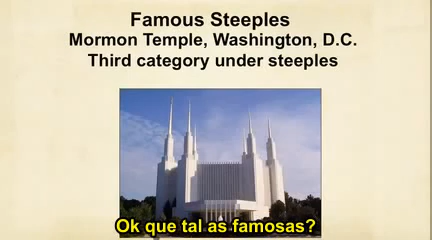 Famous Steeples
Mormon Temple, Washington, D.C.
Third category under steeples
Ok que tal as famosas?